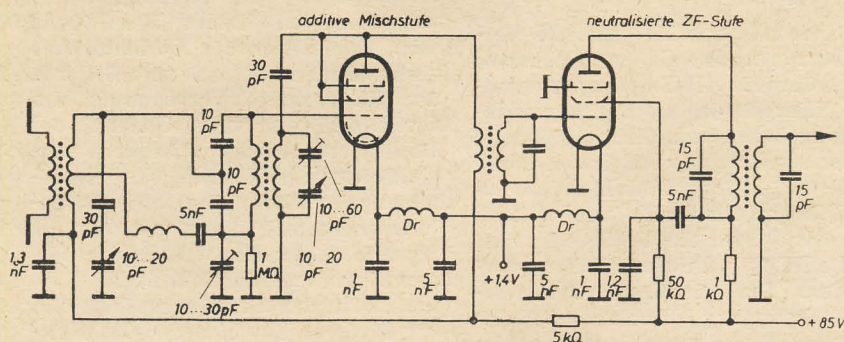 additive Mischstufe
neutralisierte ZF-Stufe
30
pF
10
pF
10
pF
30
pF
5nF
1,3
nF
10...20
pF
10...30pF
1
MΩ
10...60
pF
10...20
pF
Dr
Dr
1
nF
5
nF
+1,4V
5
nF
1
nF
1,2
nF
15
pF
5nF
15
pF
50
kΩ
1
kΩ
5kΩ
+85V